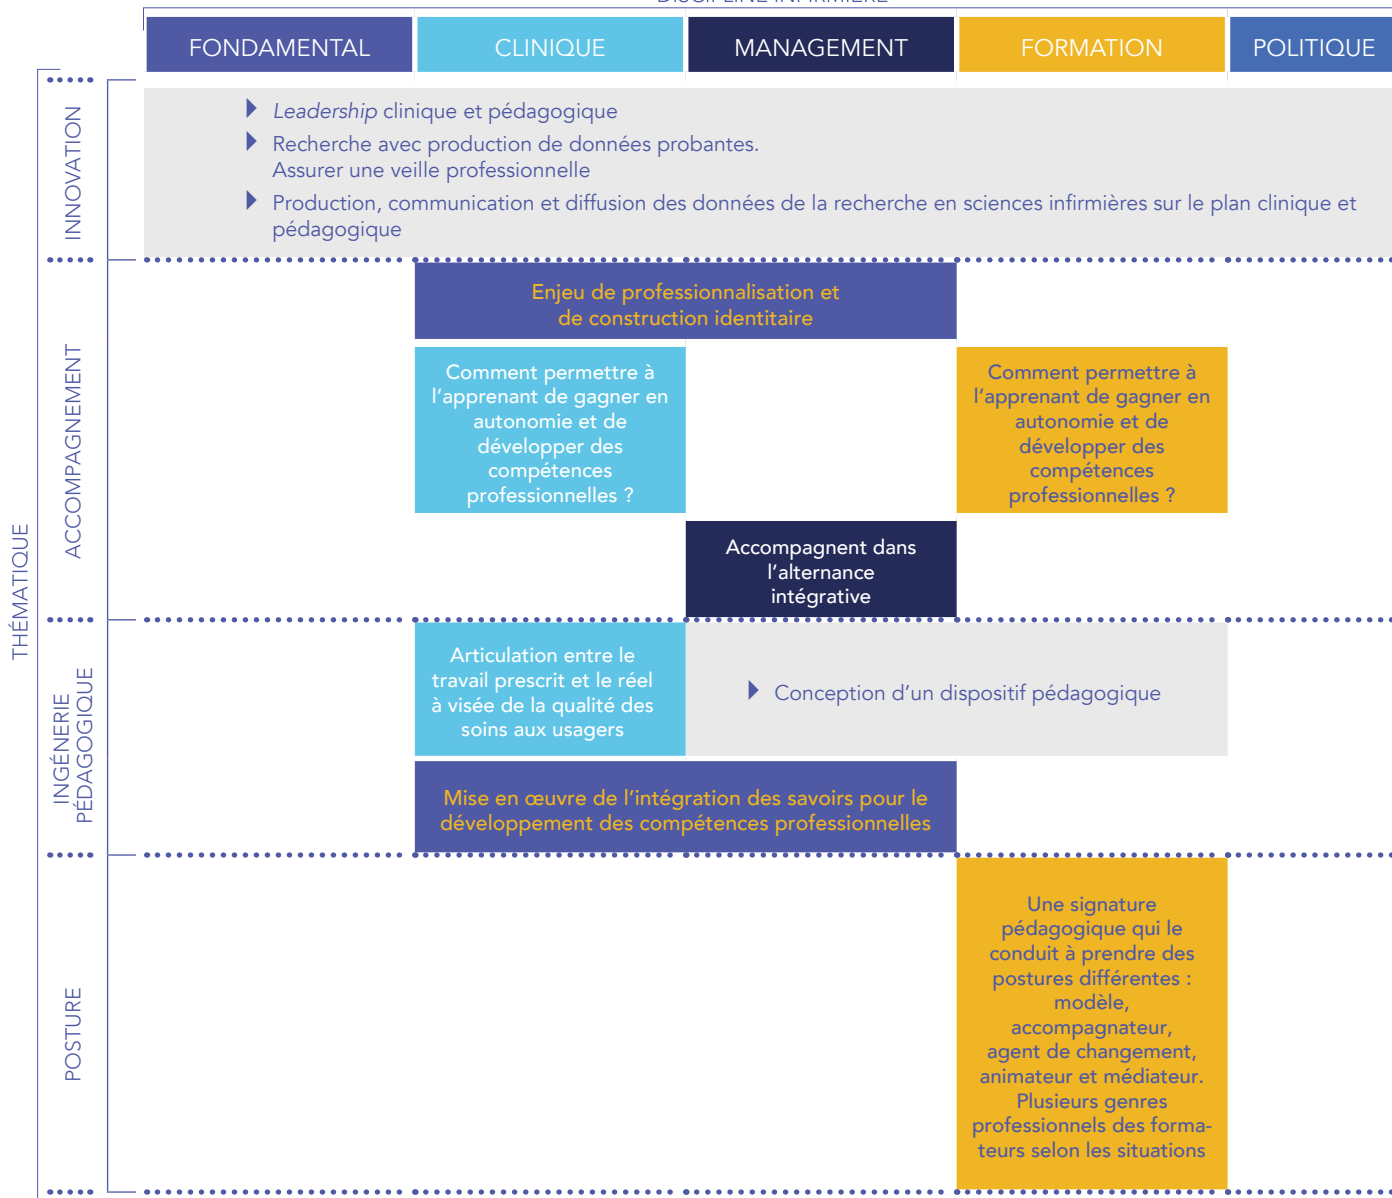 DISCIPLINE INFIRMIÈRE
FONDAMENTAL
CLINIQUE
MANAGEMENT
FORMATION
POLITIQUE
THÉMATIQUE
INNOVATION
Leadership clinique et pédagogique
Recherche avec production de données probantes.
Assurer une veille professionnelle
Production, communication et diffusion des données de la recherche en sciences infirmières sur le plan clinique et
pédagogique
ACCOMPAGNEMENT
Enjeu de professionnalisation et
de construction identitaire
Comment permettre à
l'apprenant de gagner en
autonomie et de
développer des
compétences
professionnelles ?
Comment permettre à
l'apprenant de gagner en
autonomie et de
développer des
compétences
professionnelles ?
Accompagnent dans
l'alternance
intégrative
INGÉNERIE
PÉDAGOGIQUE
Articulation entre le
travail prescrit et le réel
à visée de la qualité des
soins aux usagers
Conception d'un dispositif pédagogique
Mise en œuvre de l'intégration des savoirs pour le
développement des compétences professionnelles
POSTURE
Une signature
pédagogique qui le
conduit à prendre des
postures différentes :
modèle,
accompagnateur,
agent de changement,
animateur et médiateur.
Plusieurs genres
professionnels des forma-
teurs selon les situations